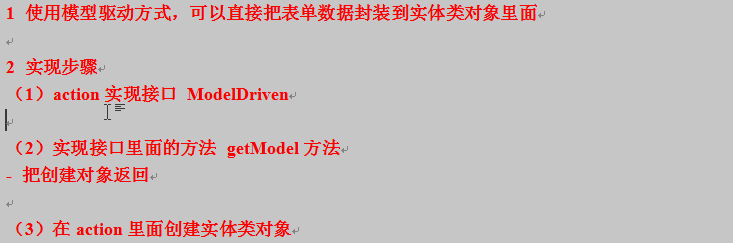 1 使用模型驱动方式，可以直接把表单数据封装到实体类对象里面
2 实现步骤
（1）action 实现接口 ModelDriven
（2）实现接口里面的方法 getModel 方法
- 把创建对象返回
（3）在 action 里面创建实体类对象